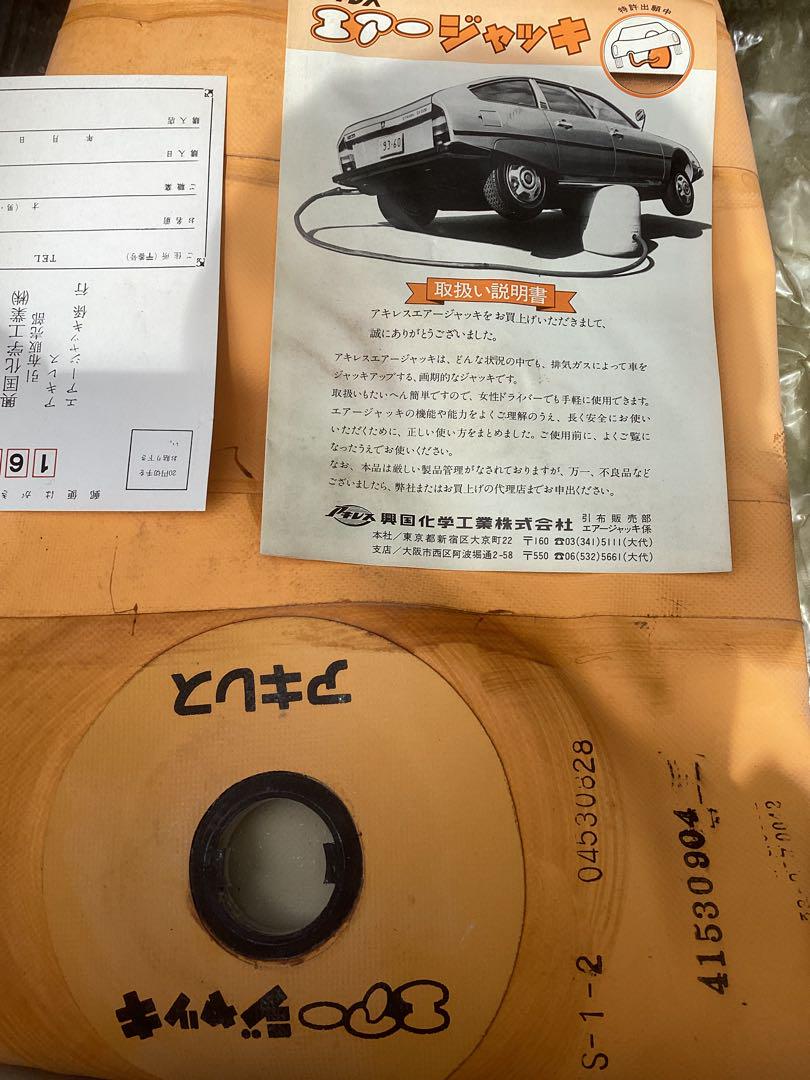 エアージャッキ
特許出願中
93-60
取扱い説明書
アキレスエアージャッキをお買上げいただきまして、
誠にありがとうございました。
アキレスエアージャッキは、どんな状況の中でも、排気ガスによって車を
ジャッキアップする、画期的なジャッキです。
取扱いもたいへん簡単ですので、女性ドライバーでも手軽に使用できます。
エアージャッキの機能や能力をよくご理解のうえ、長く安全にお使い
いただくために、正しい使い方をまとめました。ご使用前に、よくご覧に
なったうえでお使いください。
なお、本品は厳しい製品管理がなされておりますが、万一、不良品など
ございましたら、弊社またはお買上げの代理店までお申出ください。
アキレス 興国化学工業株式会社 引布販売部
エアージャッキ係
本社／東京都新宿区大京町22 〒160 ☎03(341)5111(大代)
支店／大阪市西区阿波堀通2-58 〒550 ☎06(532)5661(大代)
購入店
購入日 年 月 日
ご職業
お名前 才(男・
ご住所(〒番号) TEL
興国化学工業㈱
引布販売部
アキレス
エアージャッキ係 行
20円切手を
お貼り下さ
い。
1 6
郵便はがき
アキレス
エアージャッキ
S-1-2 04530828
41530904